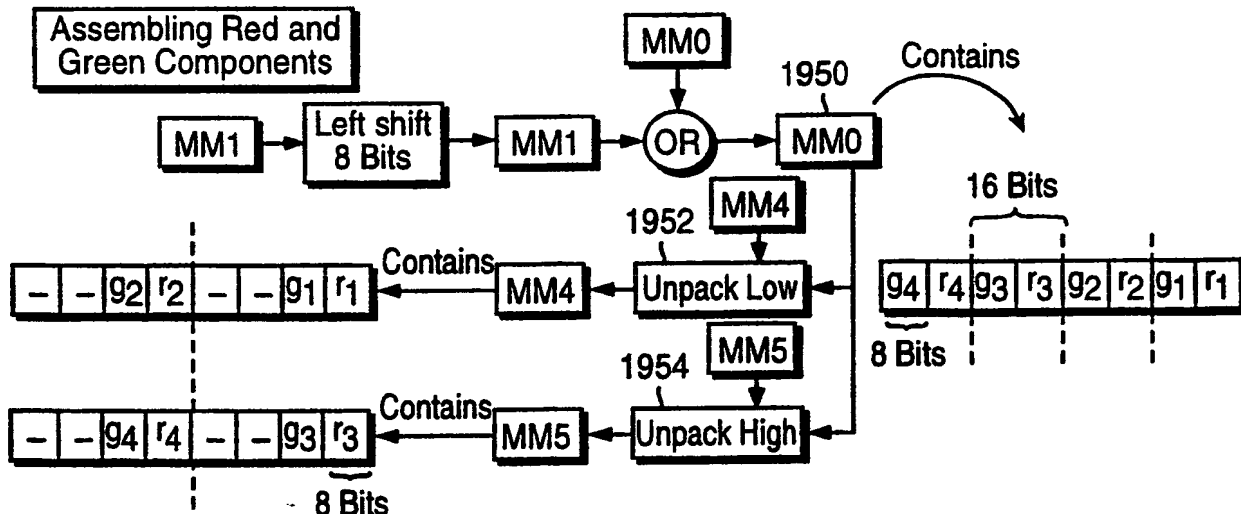 Assembling Red and
Green Components
MM0
1950
Contains
MM1
Left shift
8 Bits
MM1
OR
MM0
16 Bits
MM4
1952
– – g2 r2 – – g1 r1
Contains
MM4
Unpack Low
g4 r4 g3 r3 g2 r2 g1 r1
8 Bits
MM5
1954
– – g4 r4 – – g3 r3
Contains
MM5
Unpack High
8 Bits